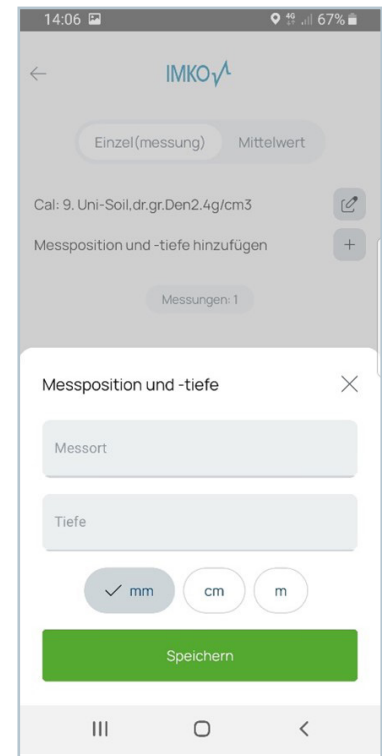 14:06 4G 67%
IMKO
Einzel(messung) Mittelwert
Cal: 9. Uni-Soil,dr.gr.Den2.4g/cm3
Messposition und -tiefe hinzufügen
Messungen: 1
Messposition und -tiefe
Messort
Tiefe
mm cm m
Speichern